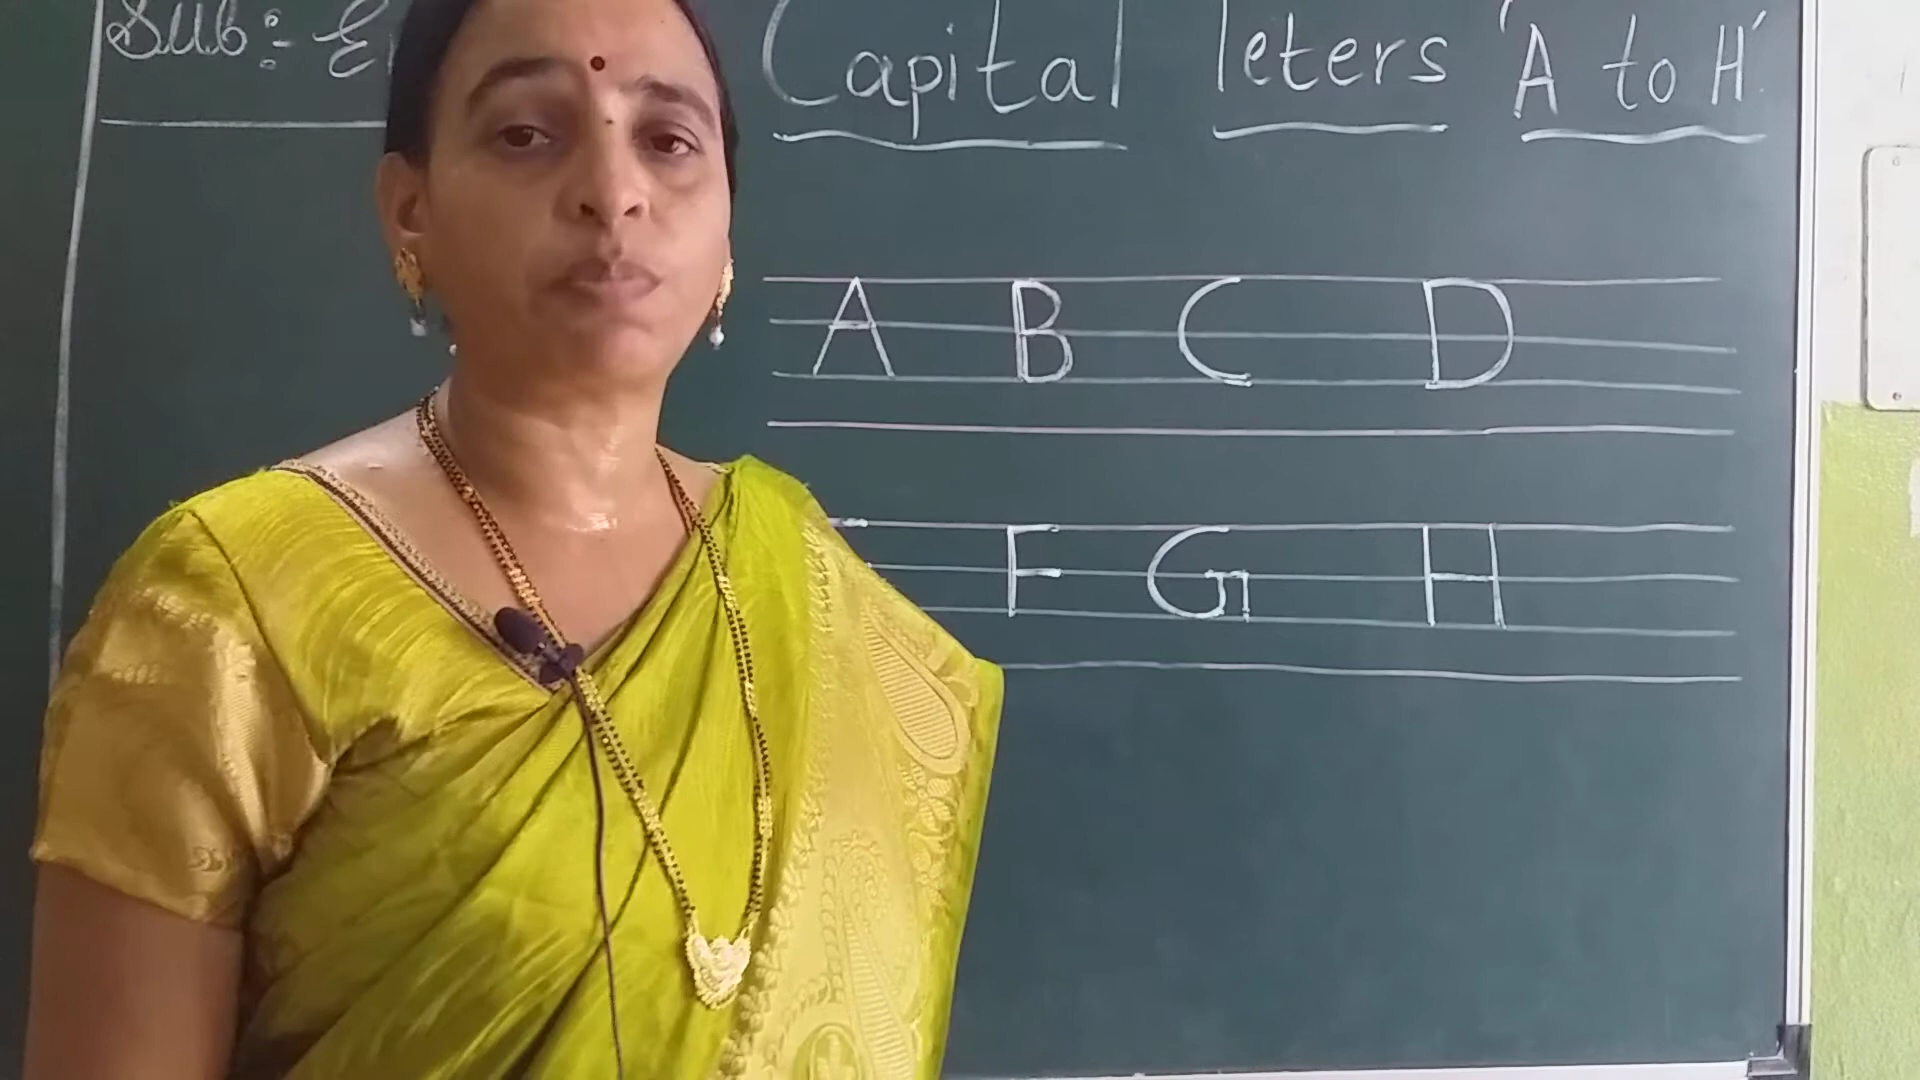 Sub:- Capital leters 'A to H'
A B C D
F G H